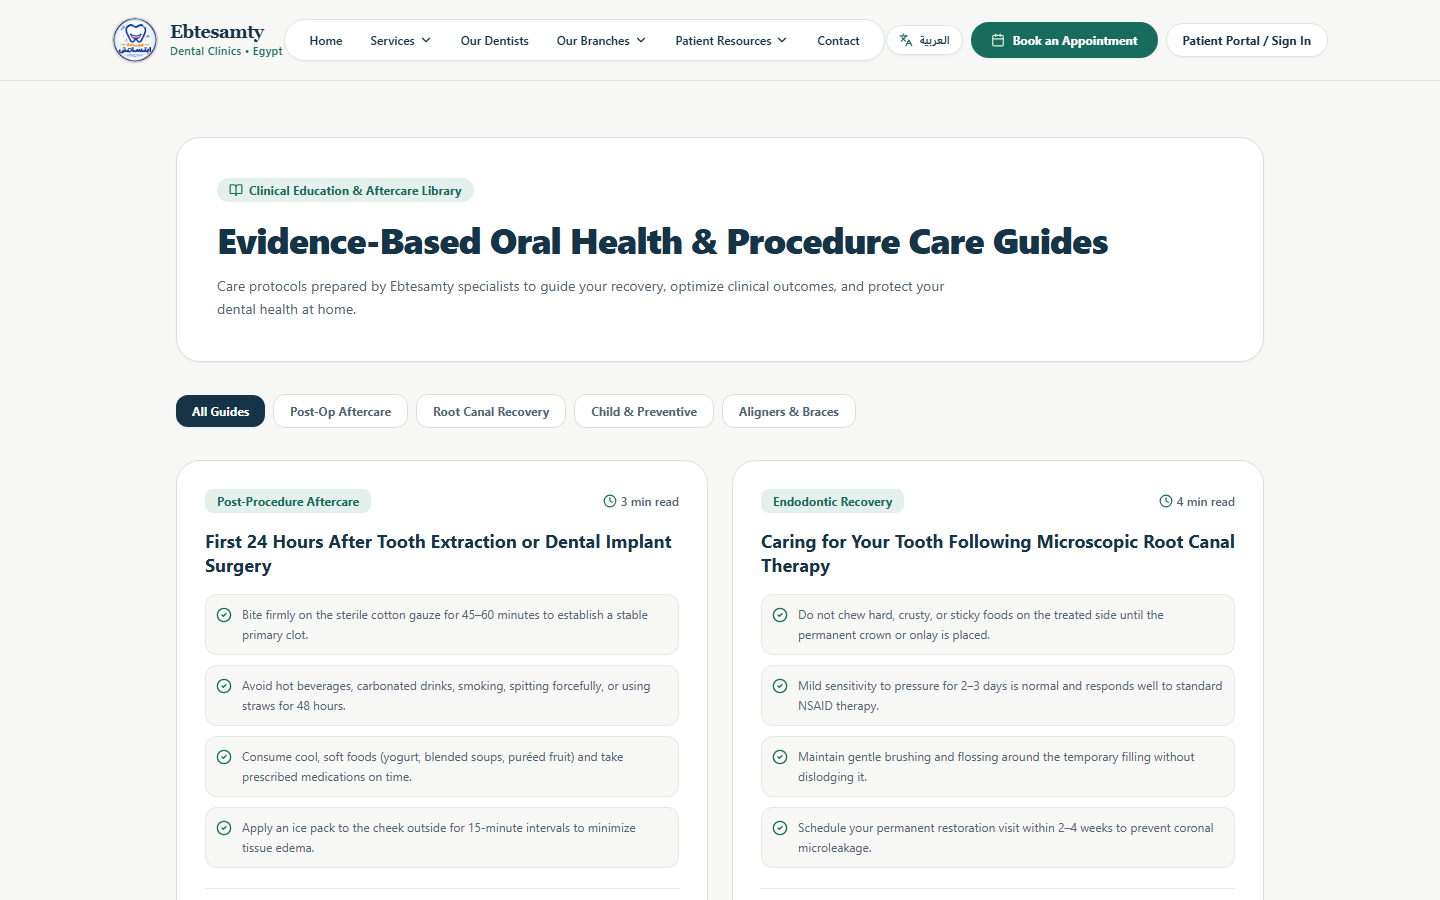 Ebtesamty
Dental Clinics • Egypt
Home
Services
Our Dentists
Our Branches
Patient Resources
Contact
العربية
Book an Appointment
Patient Portal / Sign In
Clinical Education & Aftercare Library
Evidence-Based Oral Health & Procedure Care Guides
Care protocols prepared by Ebtesamty specialists to guide your recovery, optimize clinical outcomes, and protect your
dental health at home.
All Guides
Post-Op Aftercare
Root Canal Recovery
Child & Preventive
Aligners & Braces
Post-Procedure Aftercare
3 min read
First 24 Hours After Tooth Extraction or Dental Implant
Surgery
Bite firmly on the sterile cotton gauze for 45–60 minutes to establish a stable
primary clot.
Avoid hot beverages, carbonated drinks, smoking, spitting forcefully, or using
straws for 48 hours.
Consume cool, soft foods (yogurt, blended soups, puréed fruit) and take
prescribed medications on time.
Apply an ice pack to the cheek outside for 15-minute intervals to minimize
tissue edema.
Endodontic Recovery
4 min read
Caring for Your Tooth Following Microscopic Root Canal
Therapy
Do not chew hard, crusty, or sticky foods on the treated side until the
permanent crown or onlay is placed.
Mild sensitivity to pressure for 2–3 days is normal and responds well to standard
NSAID therapy.
Maintain gentle brushing and flossing around the temporary filling without
dislodging it.
Schedule your permanent restoration visit within 2–4 weeks to prevent coronal
microleakage.